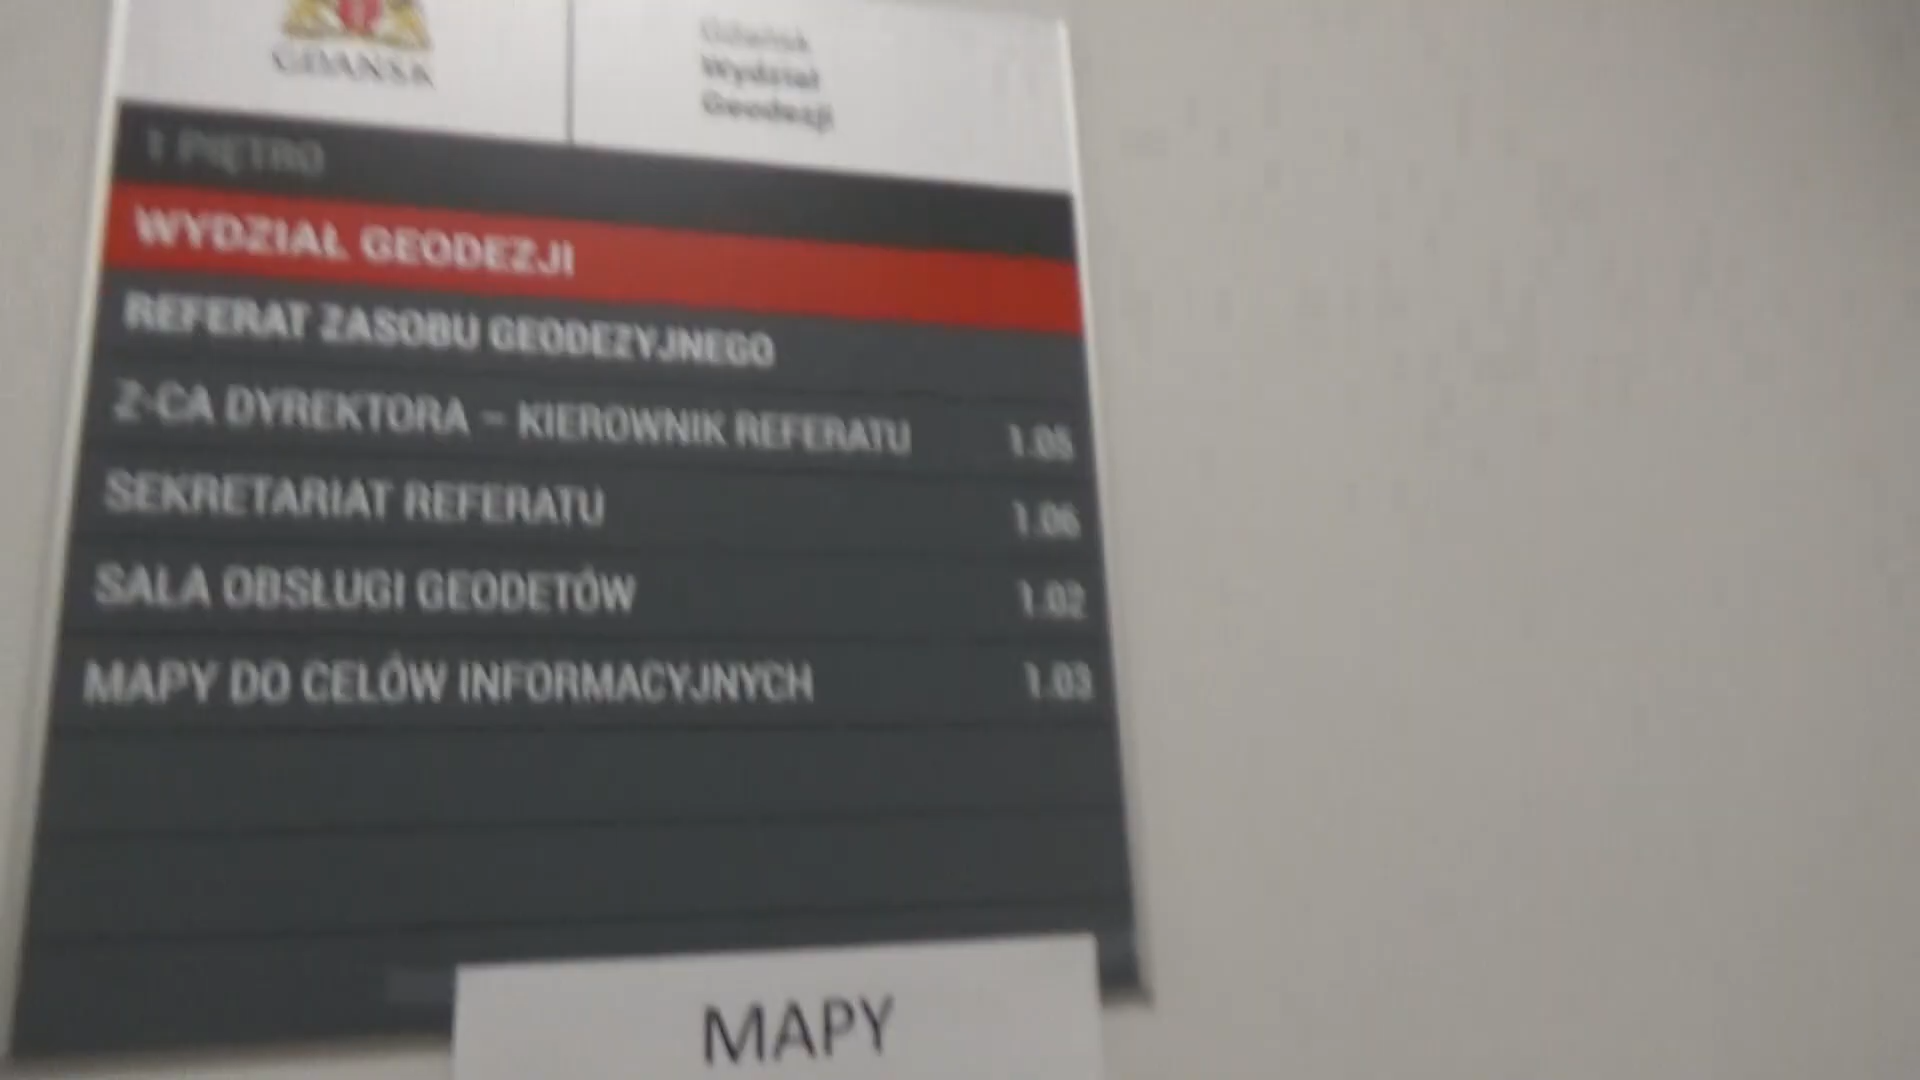 GDAŃSK
Gdańsk
Wydział
Geodezji
1 PIĘTRO
WYDZIAŁ GEODEZJI
REFERAT ZASOBU GEODEZYJNEGO
Z-CA DYREKTORA – KIEROWNIK REFERATU 1.05
SEKRETARIAT REFERATU 1.06
SALA OBSŁUGI GEODETÓW 1.02
MAPY DO CELÓW INFORMACYJNYCH 1.03
MAPY